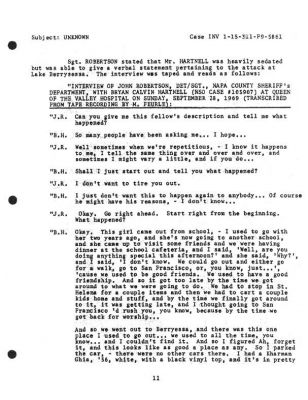 Subject: UNKNOWN Case INV 1-15-321-P9-5861
Sgt. ROBERTSON stated that Mr. HARTNELL was heavily sedated
but was able to give a verbal statement pertaining to the attack at
Lake Berryessa. The interview was taped and reads as follows:
"INTERVIEW OF JOHN ROBERTSON, DET/SGT., NAPA COUNTY SHERIFF'S
DEPARTMENT, WITH BRYAN CALVIN HARTNELL (NSO CASE #105907) AT QUEEN
OF THE VALLEY HOSPITAL ON SUNDAY, SEPTEMBER 28, 1969 (TRANSCRIBED
FROM TAPE RECORDING BY M. FEURLE):
"J.R. Can you give me this fellow's description and tell me what
happened?
"B.H. So many people have been asking me... I hope...
"J.R. Well sometimes when we're repetitious, - I know it happens
to me, I tell the same thing over and over and over, and
sometimes I might vary a little, and if you do...
"B.H. Shall I just start out and tell you what happened?
"J.R. I don't want to tire you out.
"B.H. I just don't want this to happen again to anybody... Of course
he might have his reasons, - I don't know...
"J.R. Okay. Go right ahead. Start right from the beginning.
What happened?
"B.H. Okay. This girl came out from school, - I used to go with
her two years ago, and she's now going to another school,
and she came up to visit some friends and we were having
dinner at the school cafeteria, and I said, 'Well, are you
doing anything special this afternoon?' and she said, 'Why?',
and I said, 'I don't know. We could go out and either go
for a walk, go to San Francisco, or, you know, just...',
'cause we used to be good friends. We used to have a good
friendship. And so it got too late by the time we got
around to what we were going to do. We had to stop in St.
Helena for a couple items and then we had to cart a couple
kids home and stuff, and by the time we finally got around
to it, it was getting late, and I thought going to San
Francisco 'd rush you, you know, because by the time we
got back for worship...
And so we went out to Berryessa, and there was this one
place I used to go out... we used to all the time, you
know... and I couldn't find it. And so I figured Ah, forget
it, and this looks like as good a place as any. So I parked
the car, - there were no other cars there. I had a Kharman
Ghia, '56, white, with a black vinyl top, and it's in pretty
11